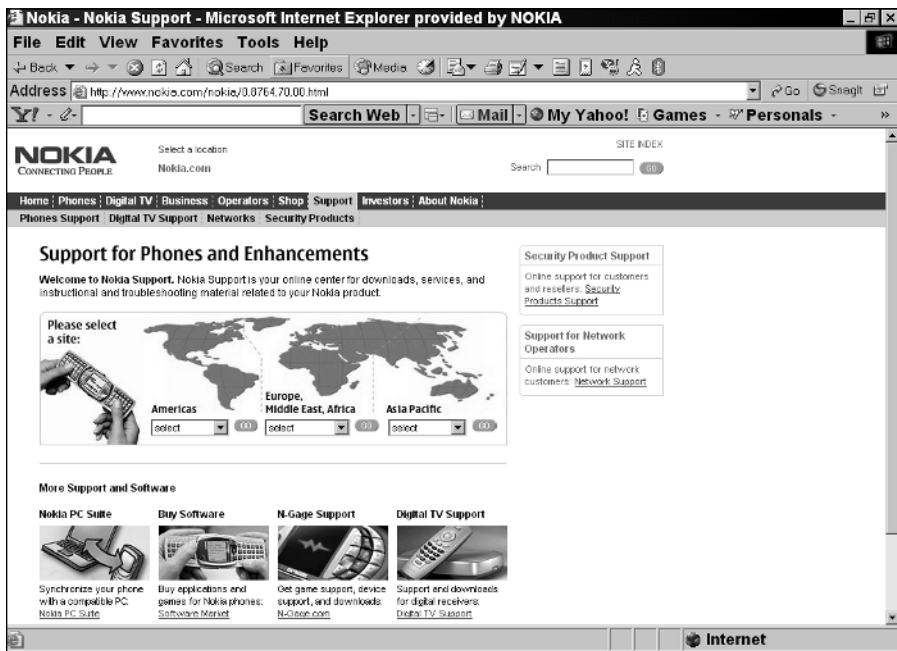 Nokia - Nokia Support - Microsoft Internet Explorer provided by NOKIA
File Edit View Favorites Tools Help
Back Search Favorites Media
Address http://www.nokia.com/nokia/0,8764,70,00.html Go SnagIt
Y! Search Web Mail My Yahoo! Games Personals »
NOKIA
CONNECTING PEOPLE
Select a location
Nokia.com
SITE INDEX
Search GO
Home Phones Digital TV Business Operators Shop Support Investors About Nokia
Phones Support Digital TV Support Networks Security Products
Support for Phones and Enhancements
Welcome to Nokia Support. Nokia Support is your online center for downloads, services, and
instructional and troubleshooting material related to your Nokia product.
Please select
a site:
Americas
select GO
Europe,
Middle East, Africa
select GO
Asia Pacific
select GO
Security Product Support
Online support for customers
and resellers: Security
Products Support
Support for Network
Operators
Online support for network
customers: Network Support
More Support and Software
Nokia PC Suite
Synchronize your phone
with a compatible PC:
Nokia PC Suite
Buy Software
Buy applications and
games for Nokia phones:
Software Market
N-Gage Support
Get game support, device
support, and downloads:
N-Gage.com
Digital TV Support
Support and downloads
for digital receivers:
Digital TV Support
Internet